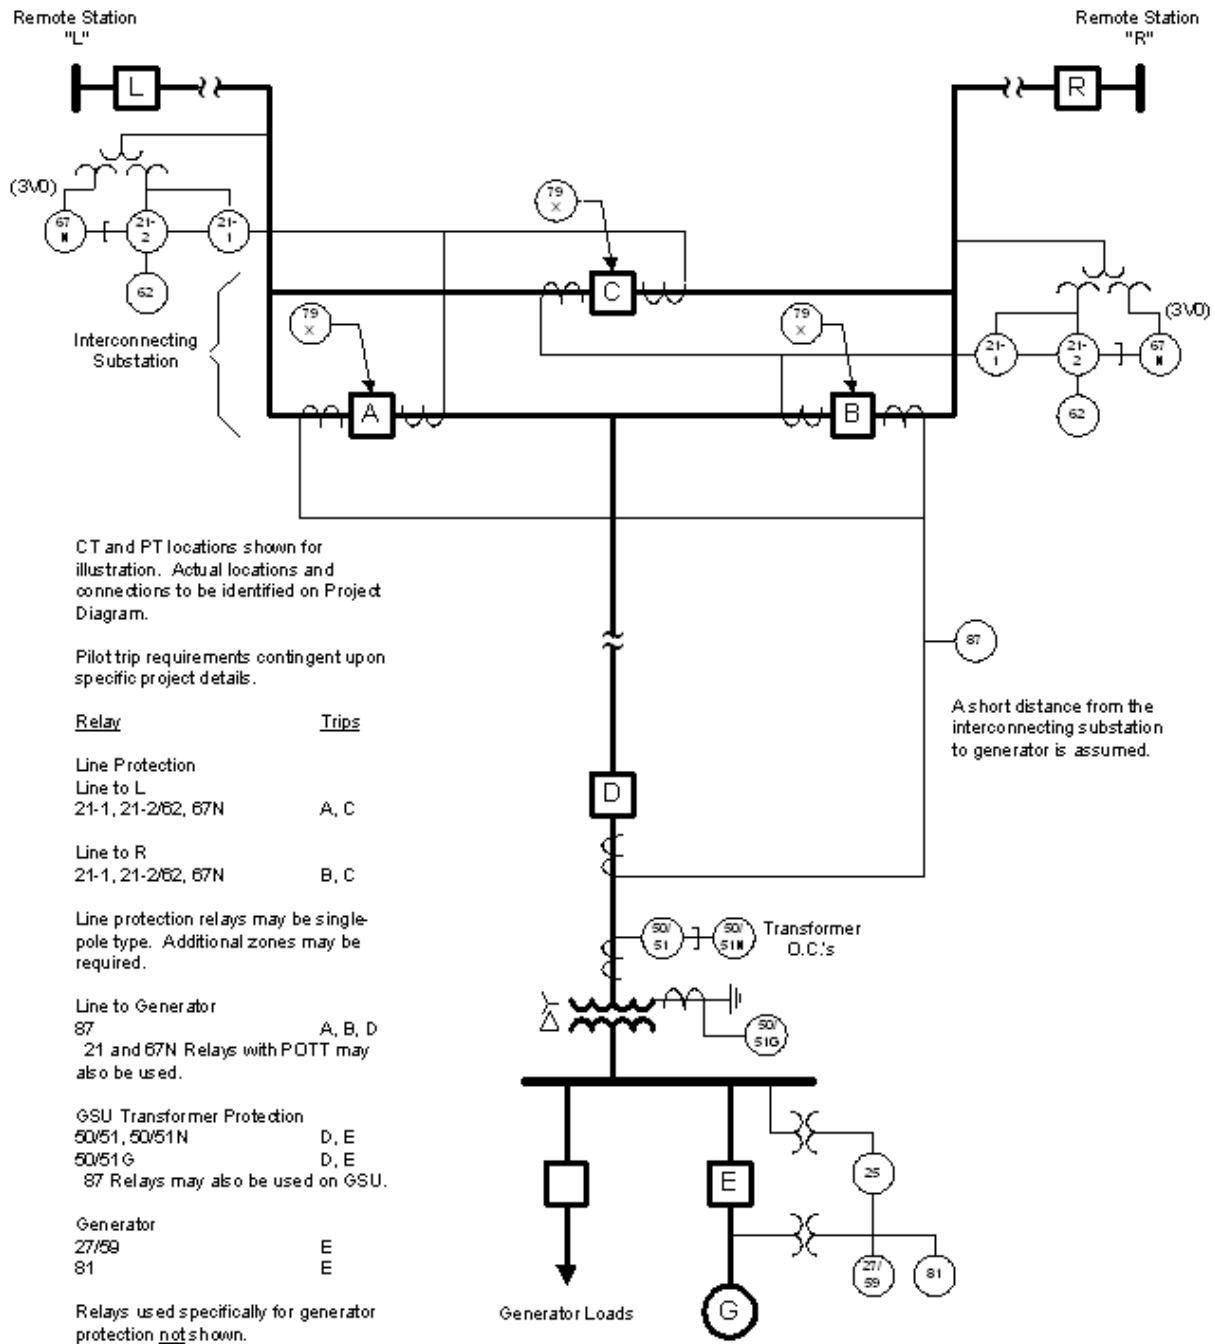 Remote Station
"L"
Remote Station
"R"
L
R
(3V0)
79
X
67
N
21-
2
21-
1
62
C
(3V0)
79
X
79
X
21-
1
21-
2
67
N
Interconnecting
Substation
A
B
62
CT and PT locations shown for
illustration. Actual locations and
connections to be identified on Project
Diagram.
87
Pilot trip requirements contingent upon
specific project details.
A short distance from the
interconnecting substation
to generator is assumed.
Relay Trips
Line Protection
Line to L
21-1, 21-2/62, 67N A, C
D
Line to R
21-1, 21-2/62, 67N B, C
Line protection relays may be single-
pole type. Additional zones may be
required.
50/
51
50/
51N
Transformer
O.C.'s
Line to Generator
87 A, B, D
21 and 67N Relays with POTT may
also be used.
50/
51G
GSU Transformer Protection
50/51, 50/51N D, E
50/51G D, E
87 Relays may also be used on GSU.
E
25
Generator
27/59 E
81 E
27/
59
81
Generator Loads
G
Relays used specifically for generator
protection not shown.